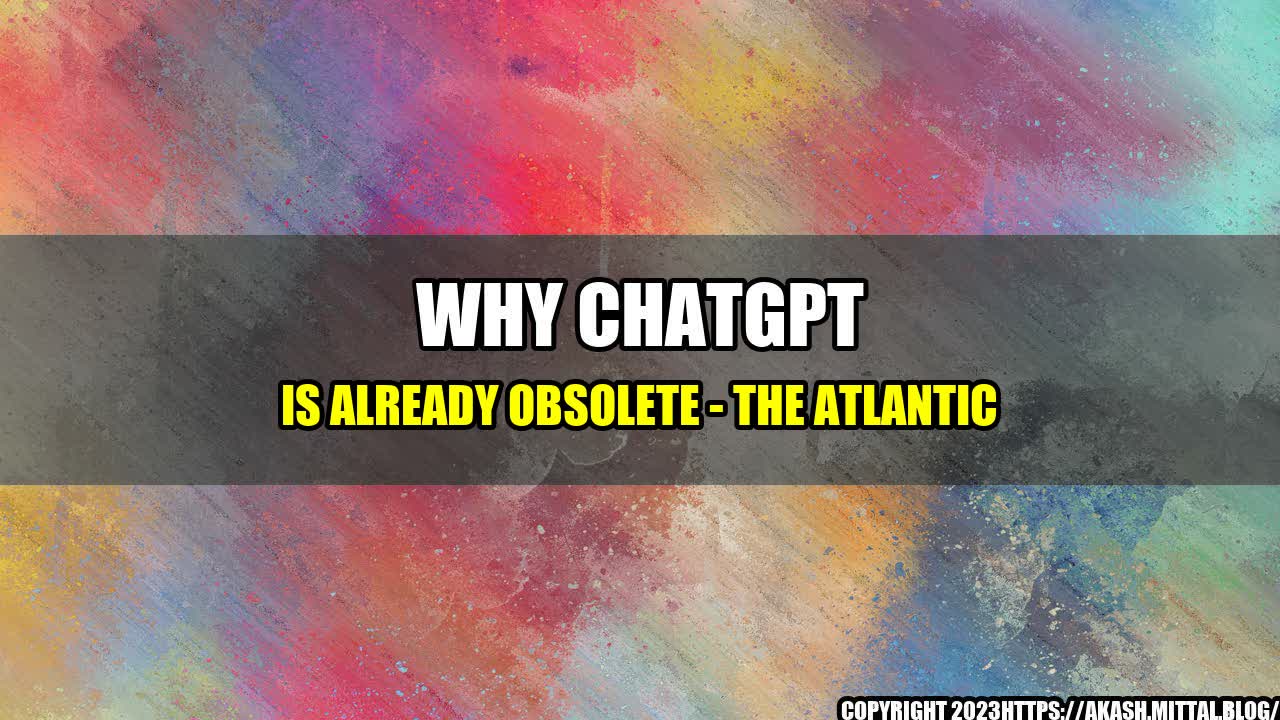 WHY CHATGPT
IS ALREADY OBSOLETE - THE ATLANTIC
COPYRIGHT 2023HTTPS://AKASH.MITTAL.BLOG/